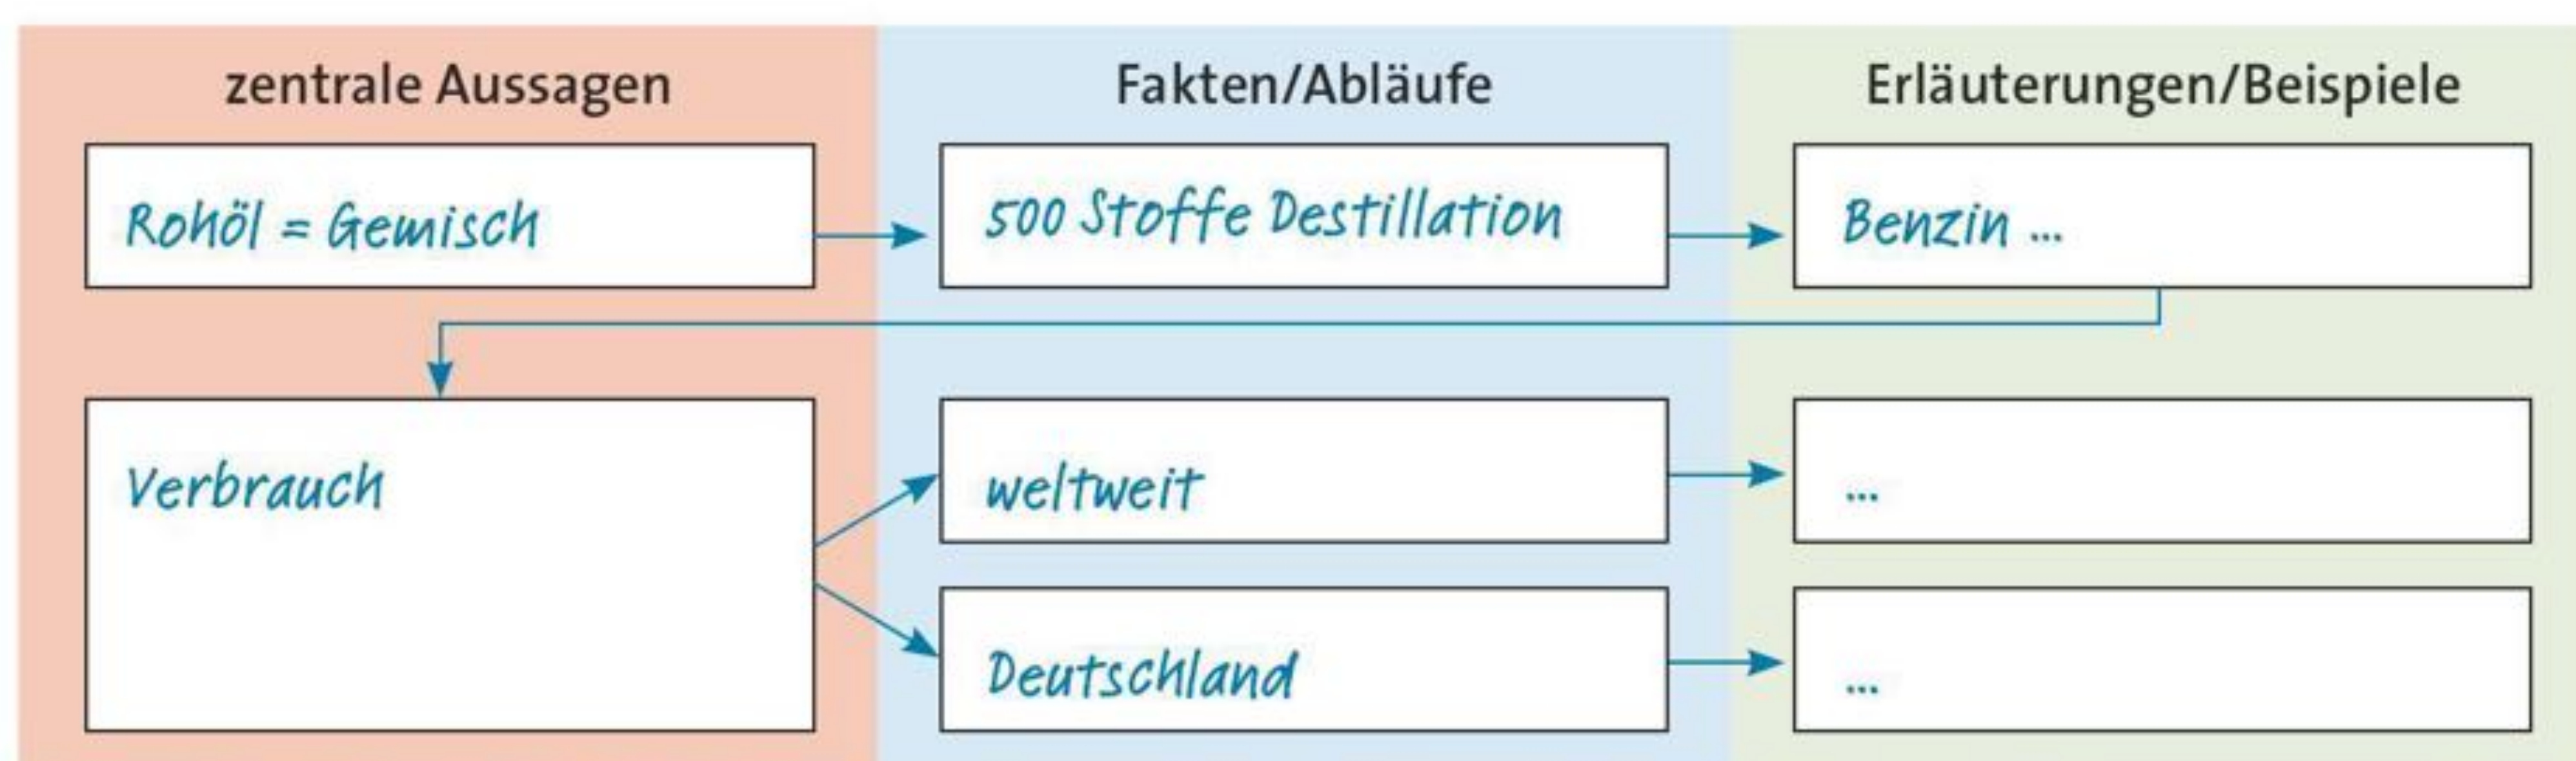 zentrale Aussagen
Fakten/Abläufe
Erläuterungen/Beispiele
Rohöl = Gemisch
500 Stoffe Destillation
Benzin ...
Verbrauch
weltweit
...
Deutschland
...